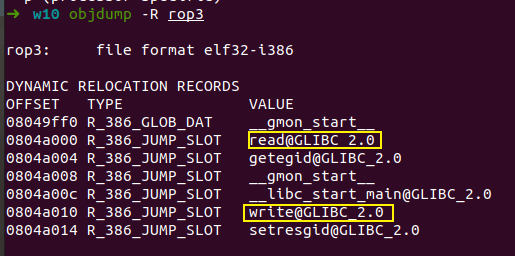 → w10 objdump -R rop3
rop3:     file format elf32-i386
DYNAMIC RELOCATION RECORDS
OFFSET   TYPE              VALUE
08049ff0 R_386_GLOB_DAT    __gmon_start__
0804a000 R_386_JUMP_SLOT   read@GLIBC_2.0
0804a004 R_386_JUMP_SLOT   getegid@GLIBC_2.0
0804a008 R_386_JUMP_SLOT   __gmon_start__
0804a00c R_386_JUMP_SLOT   __libc_start_main@GLIBC_2.0
0804a010 R_386_JUMP_SLOT   write@GLIBC_2.0
0804a014 R_386_JUMP_SLOT   setresgid@GLIBC_2.0